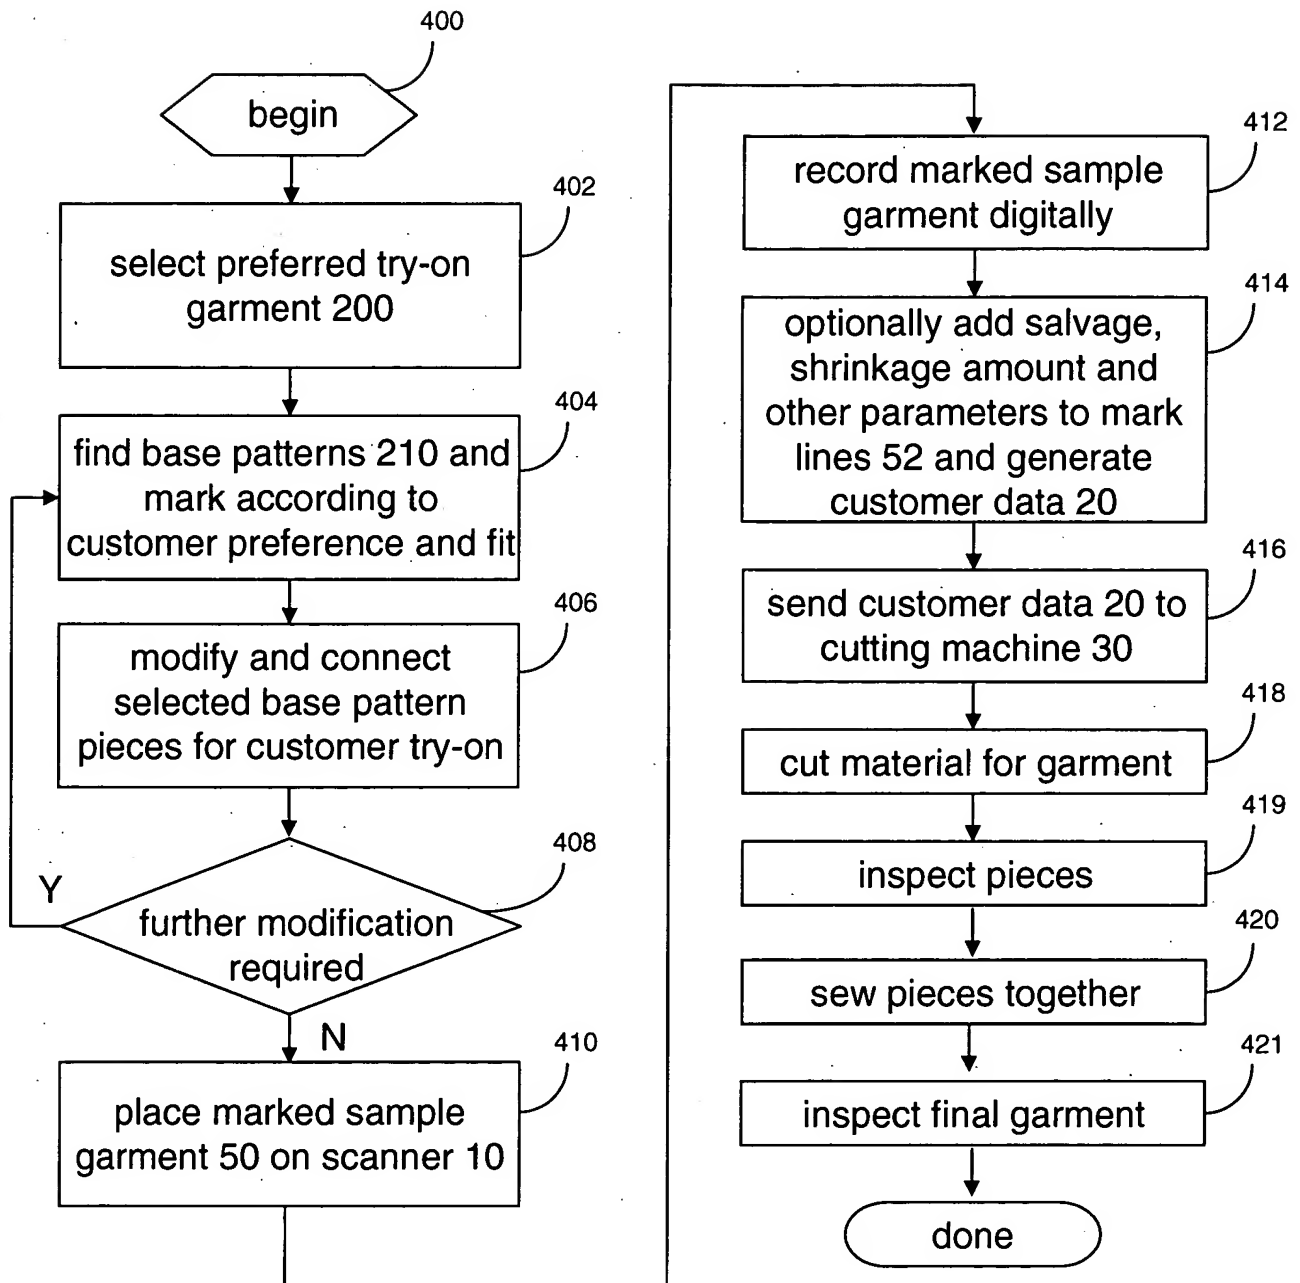 400
begin
402
select preferred try-on
garment 200
404
find base patterns 210 and
mark according to
customer preference and fit
406
modify and connect
selected base pattern
pieces for customer try-on
408
Y
further modification
required
N
410
place marked sample
garment 50 on scanner 10
412
record marked sample
garment digitally
414
optionally add salvage,
shrinkage amount and
other parameters to mark
lines 52 and generate
customer data 20
416
send customer data 20 to
cutting machine 30
418
cut material for garment
419
inspect pieces
420
sew pieces together
421
inspect final garment
done